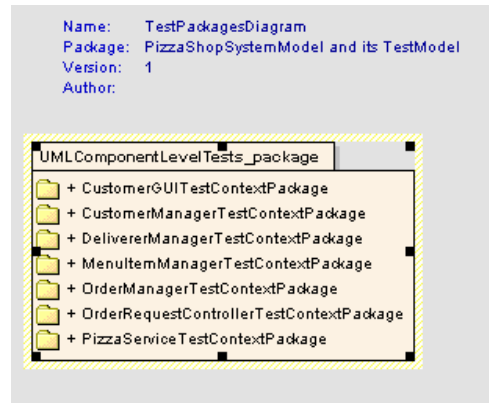 Name: TestPackagesDiagram
Package: PizzaShopSystemModel and its TestModel
Version: 1
Author:
UMLComponentLevelTests_package
+ CustomerGUITestContextPackage
+ CustomerManagerTestContextPackage
+ DelivererManagerTestContextPackage
+ MenuItemManagerTestContextPackage
+ OrderManagerTestContextPackage
+ OrderRequestControllerTestContextPackage
+ PizzaServiceTestContextPackage